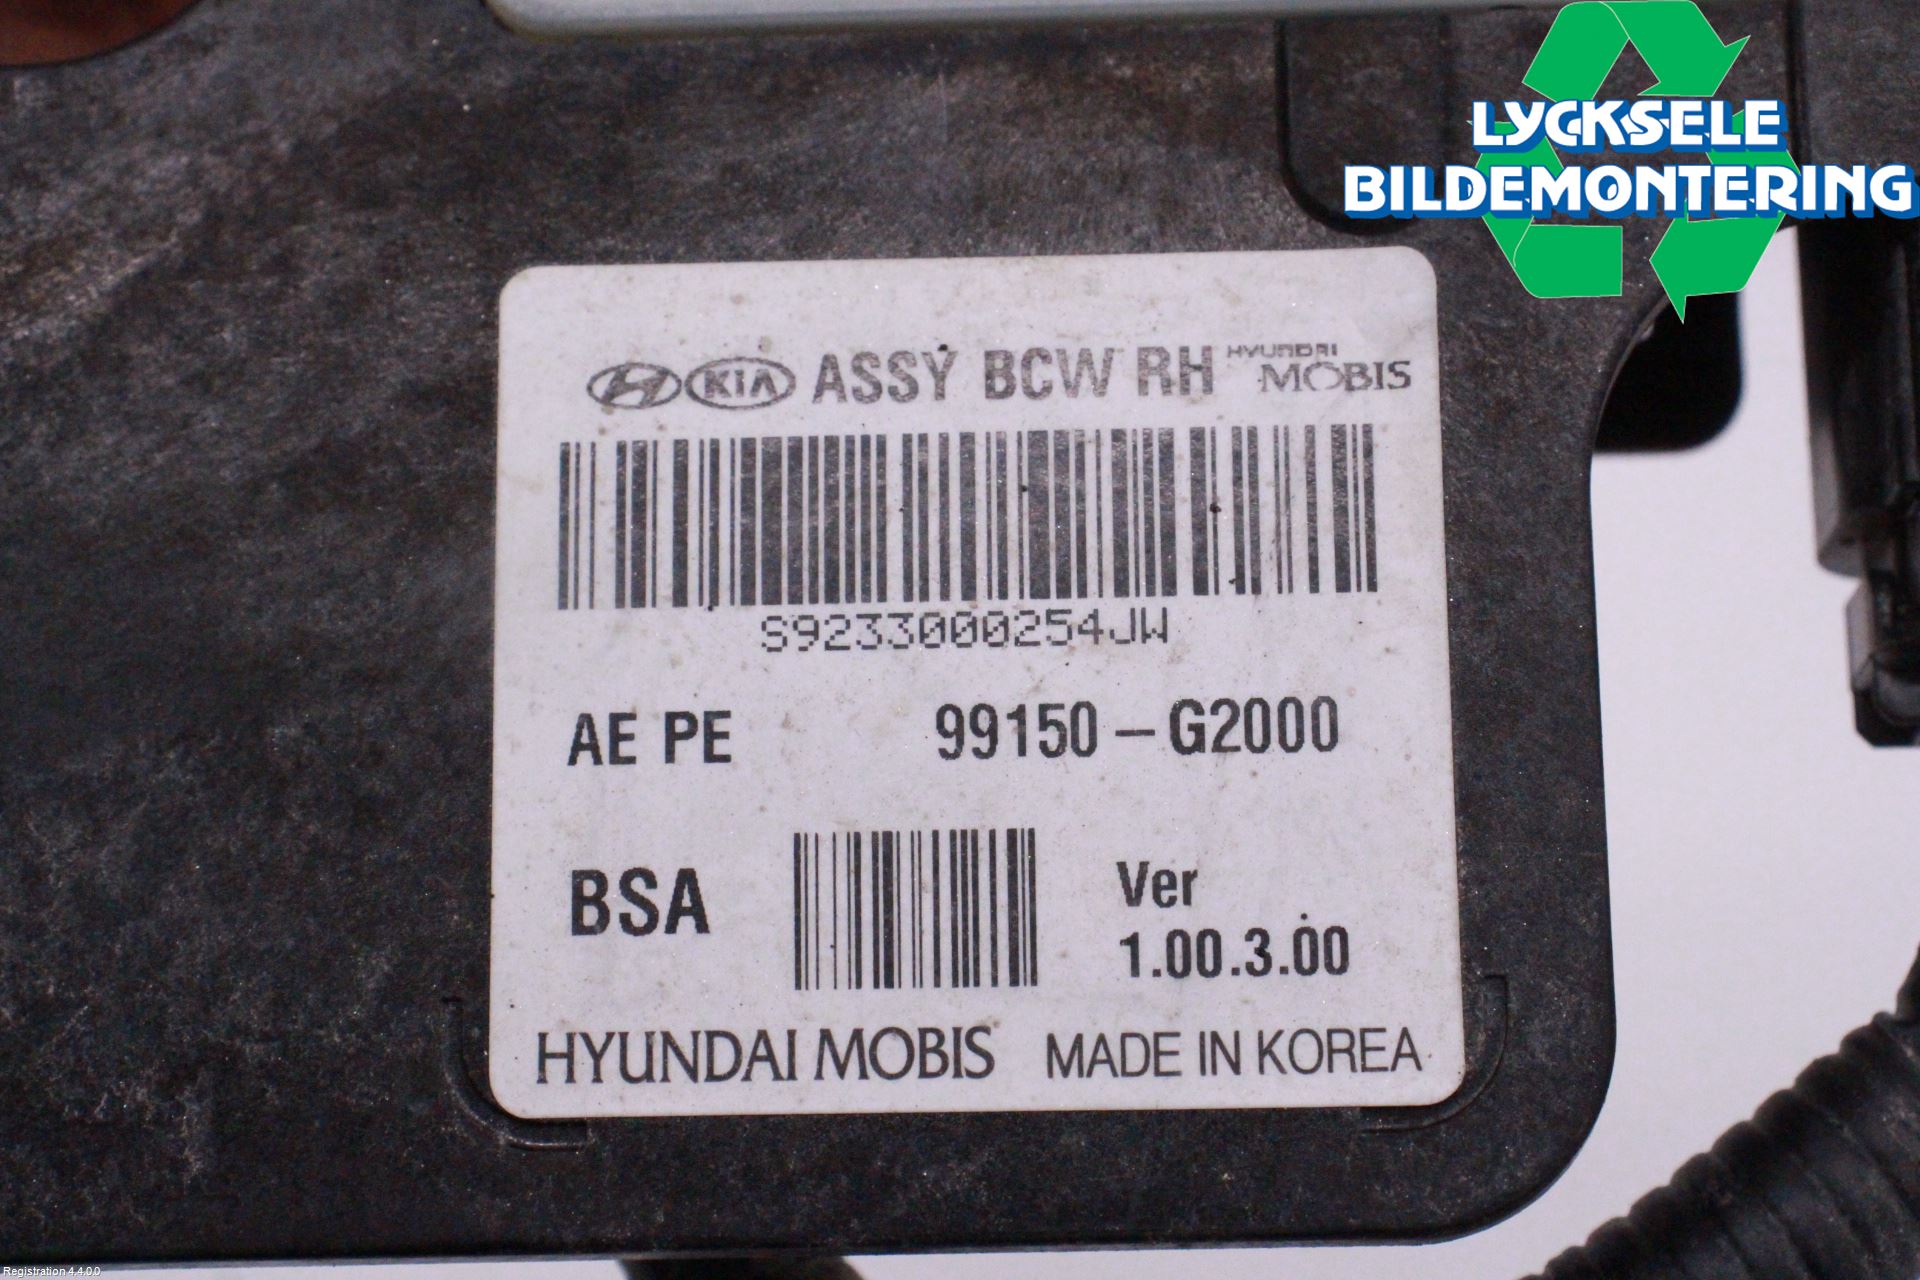 LYCKSELE
BILDEMONTERING
KIA ASSY BCW RH HYUNDAI MOBIS
S9233000254JW
AE PE 99150-G2000
BSA Ver
1.00.3.00
HYUNDAI MOBIS MADE IN KOREA
Registration 4.4.0.0